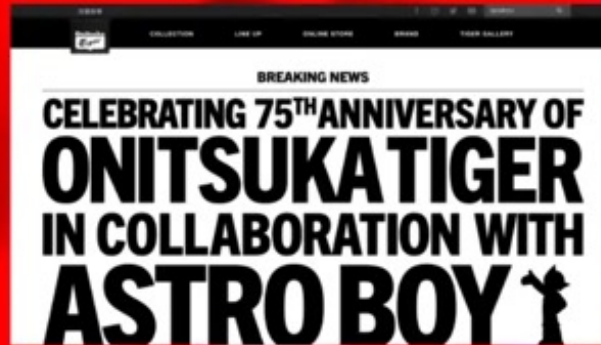 SEARCH
COLLECTION LINE UP ONLINE STORE BRAND TIGER GALLERY
BREAKING NEWS
CELEBRATING 75TH ANNIVERSARY OF
ONITSUKA TIGER
IN COLLABORATION WITH
ASTRO BOY